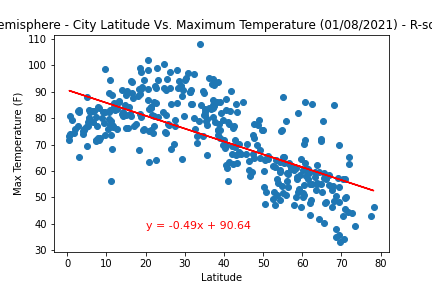 Hemisphere - City Latitude Vs. Maximum Temperature (01/08/2021) - R-sq
110
100
90
80
70
60
50
40
30
Max Temperature (F)
y = -0.49x + 90.64
0 10 20 30 40 50 60 70 80
Latitude